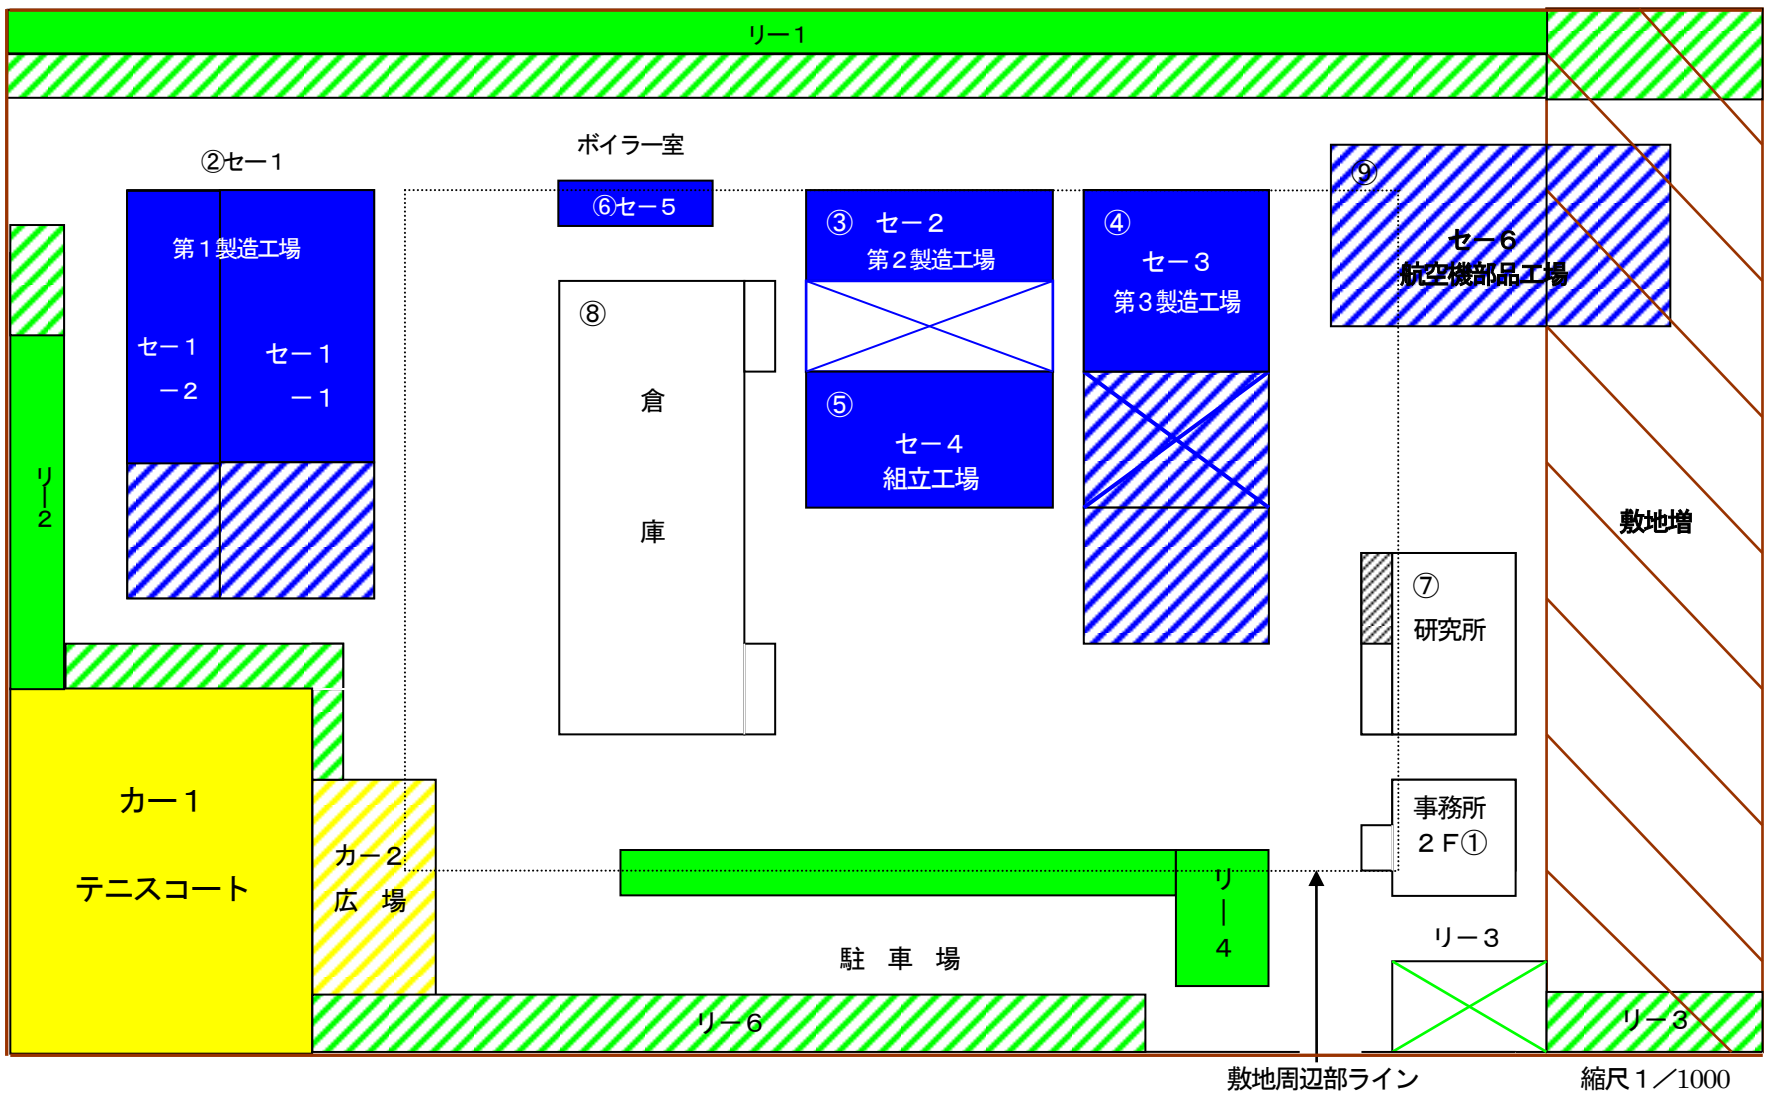 リー1
ボイラー室
②セー1
⑥セー5
③ セー2
第2製造工場
④
セー3
第3製造工場
⑨
セー6
航空機部品工場
第1製造工場
セー1
ー2
セー1
ー1
⑧
倉
庫
⑤
セー4
組立工場
リー2
敷地増
⑦
研究所
カー1
テニスコート
カー2
広 場
事務所
2F①
リー4
駐 車 場
リー3
リー6
リー3
敷地周辺部ライン
縮尺1/1000